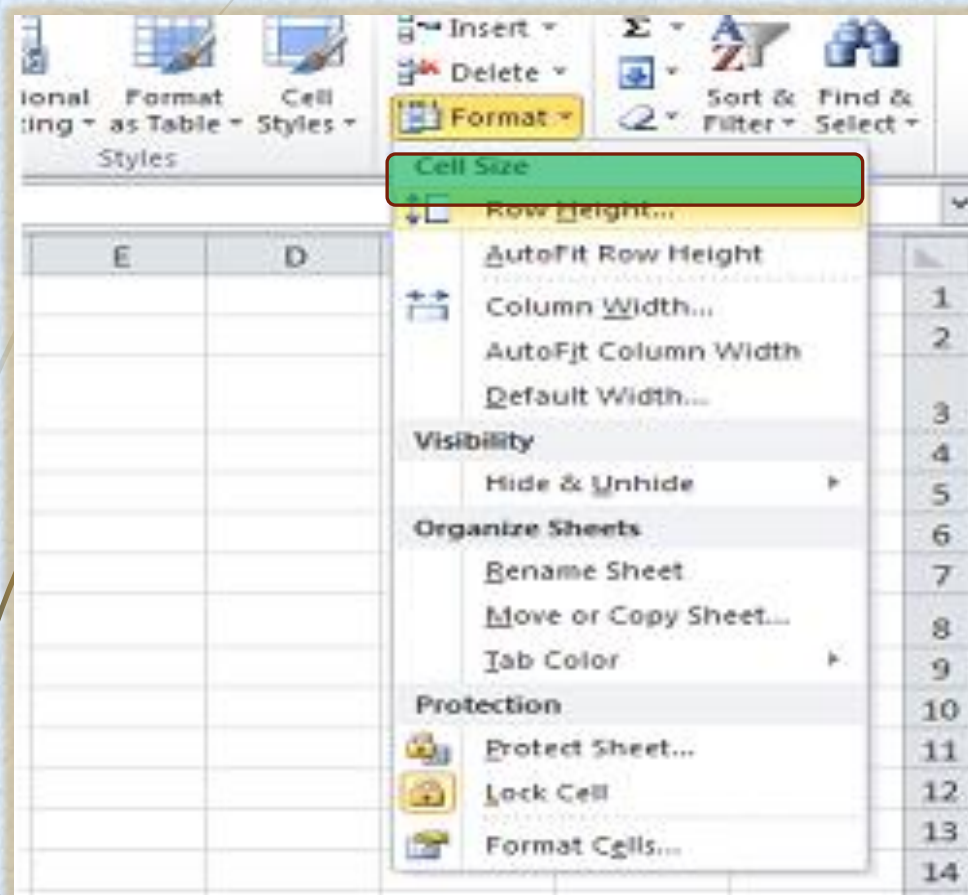 Insert
Σ
Delete
Format
ional
ting
Format
as Table
Cell
Styles
Sort &
Filter
Find &
Select
Styles
Cell Size
Row Height...
E D
AutoFit Row Height
Column Width...
AutoFit Column Width
Default Width...
Visibility
Hide & Unhide
Organize Sheets
Rename Sheet
Move or Copy Sheet...
Tab Color
Protection
Protect Sheet...
Lock Cell
Format Cells...
1
2
3
4
5
6
7
8
9
10
11
12
13
14